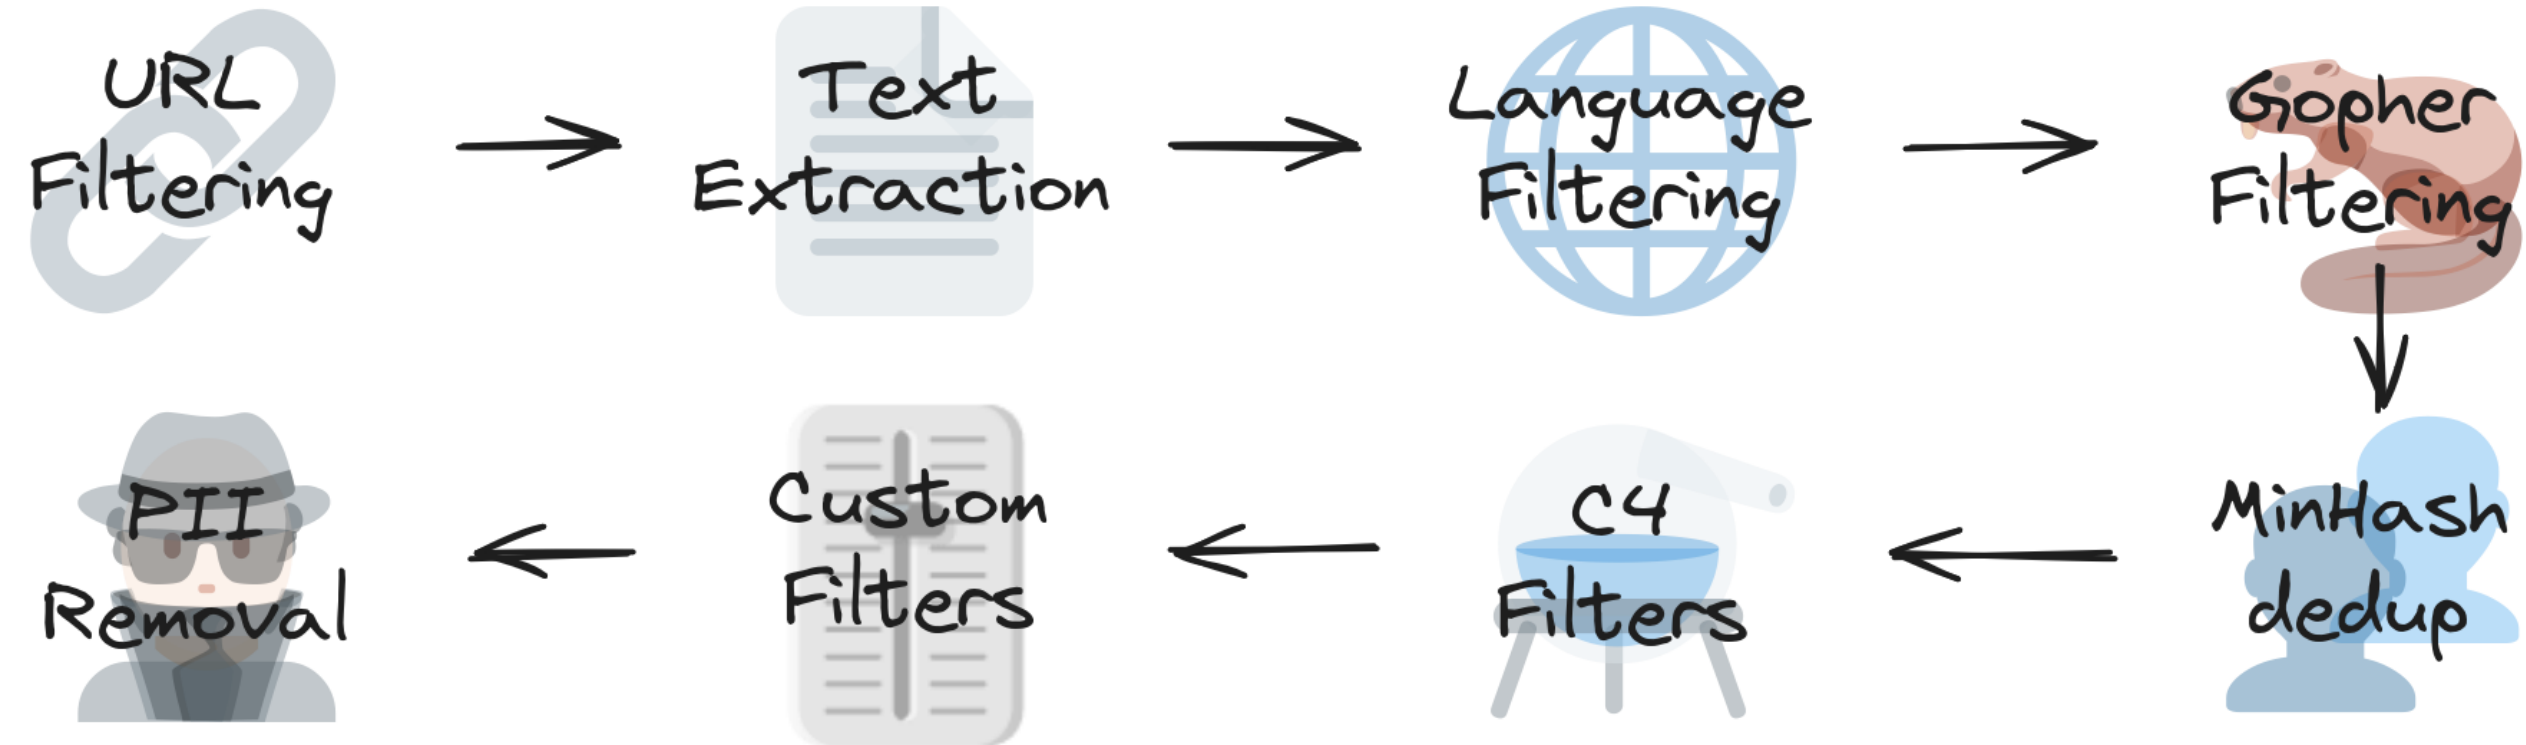 URL
Filtering
Text
Extraction
Language
Filtering
Gopher
Filtering
MinHash
dedup
C4
Filters
Custom
Filters
PII
Removal